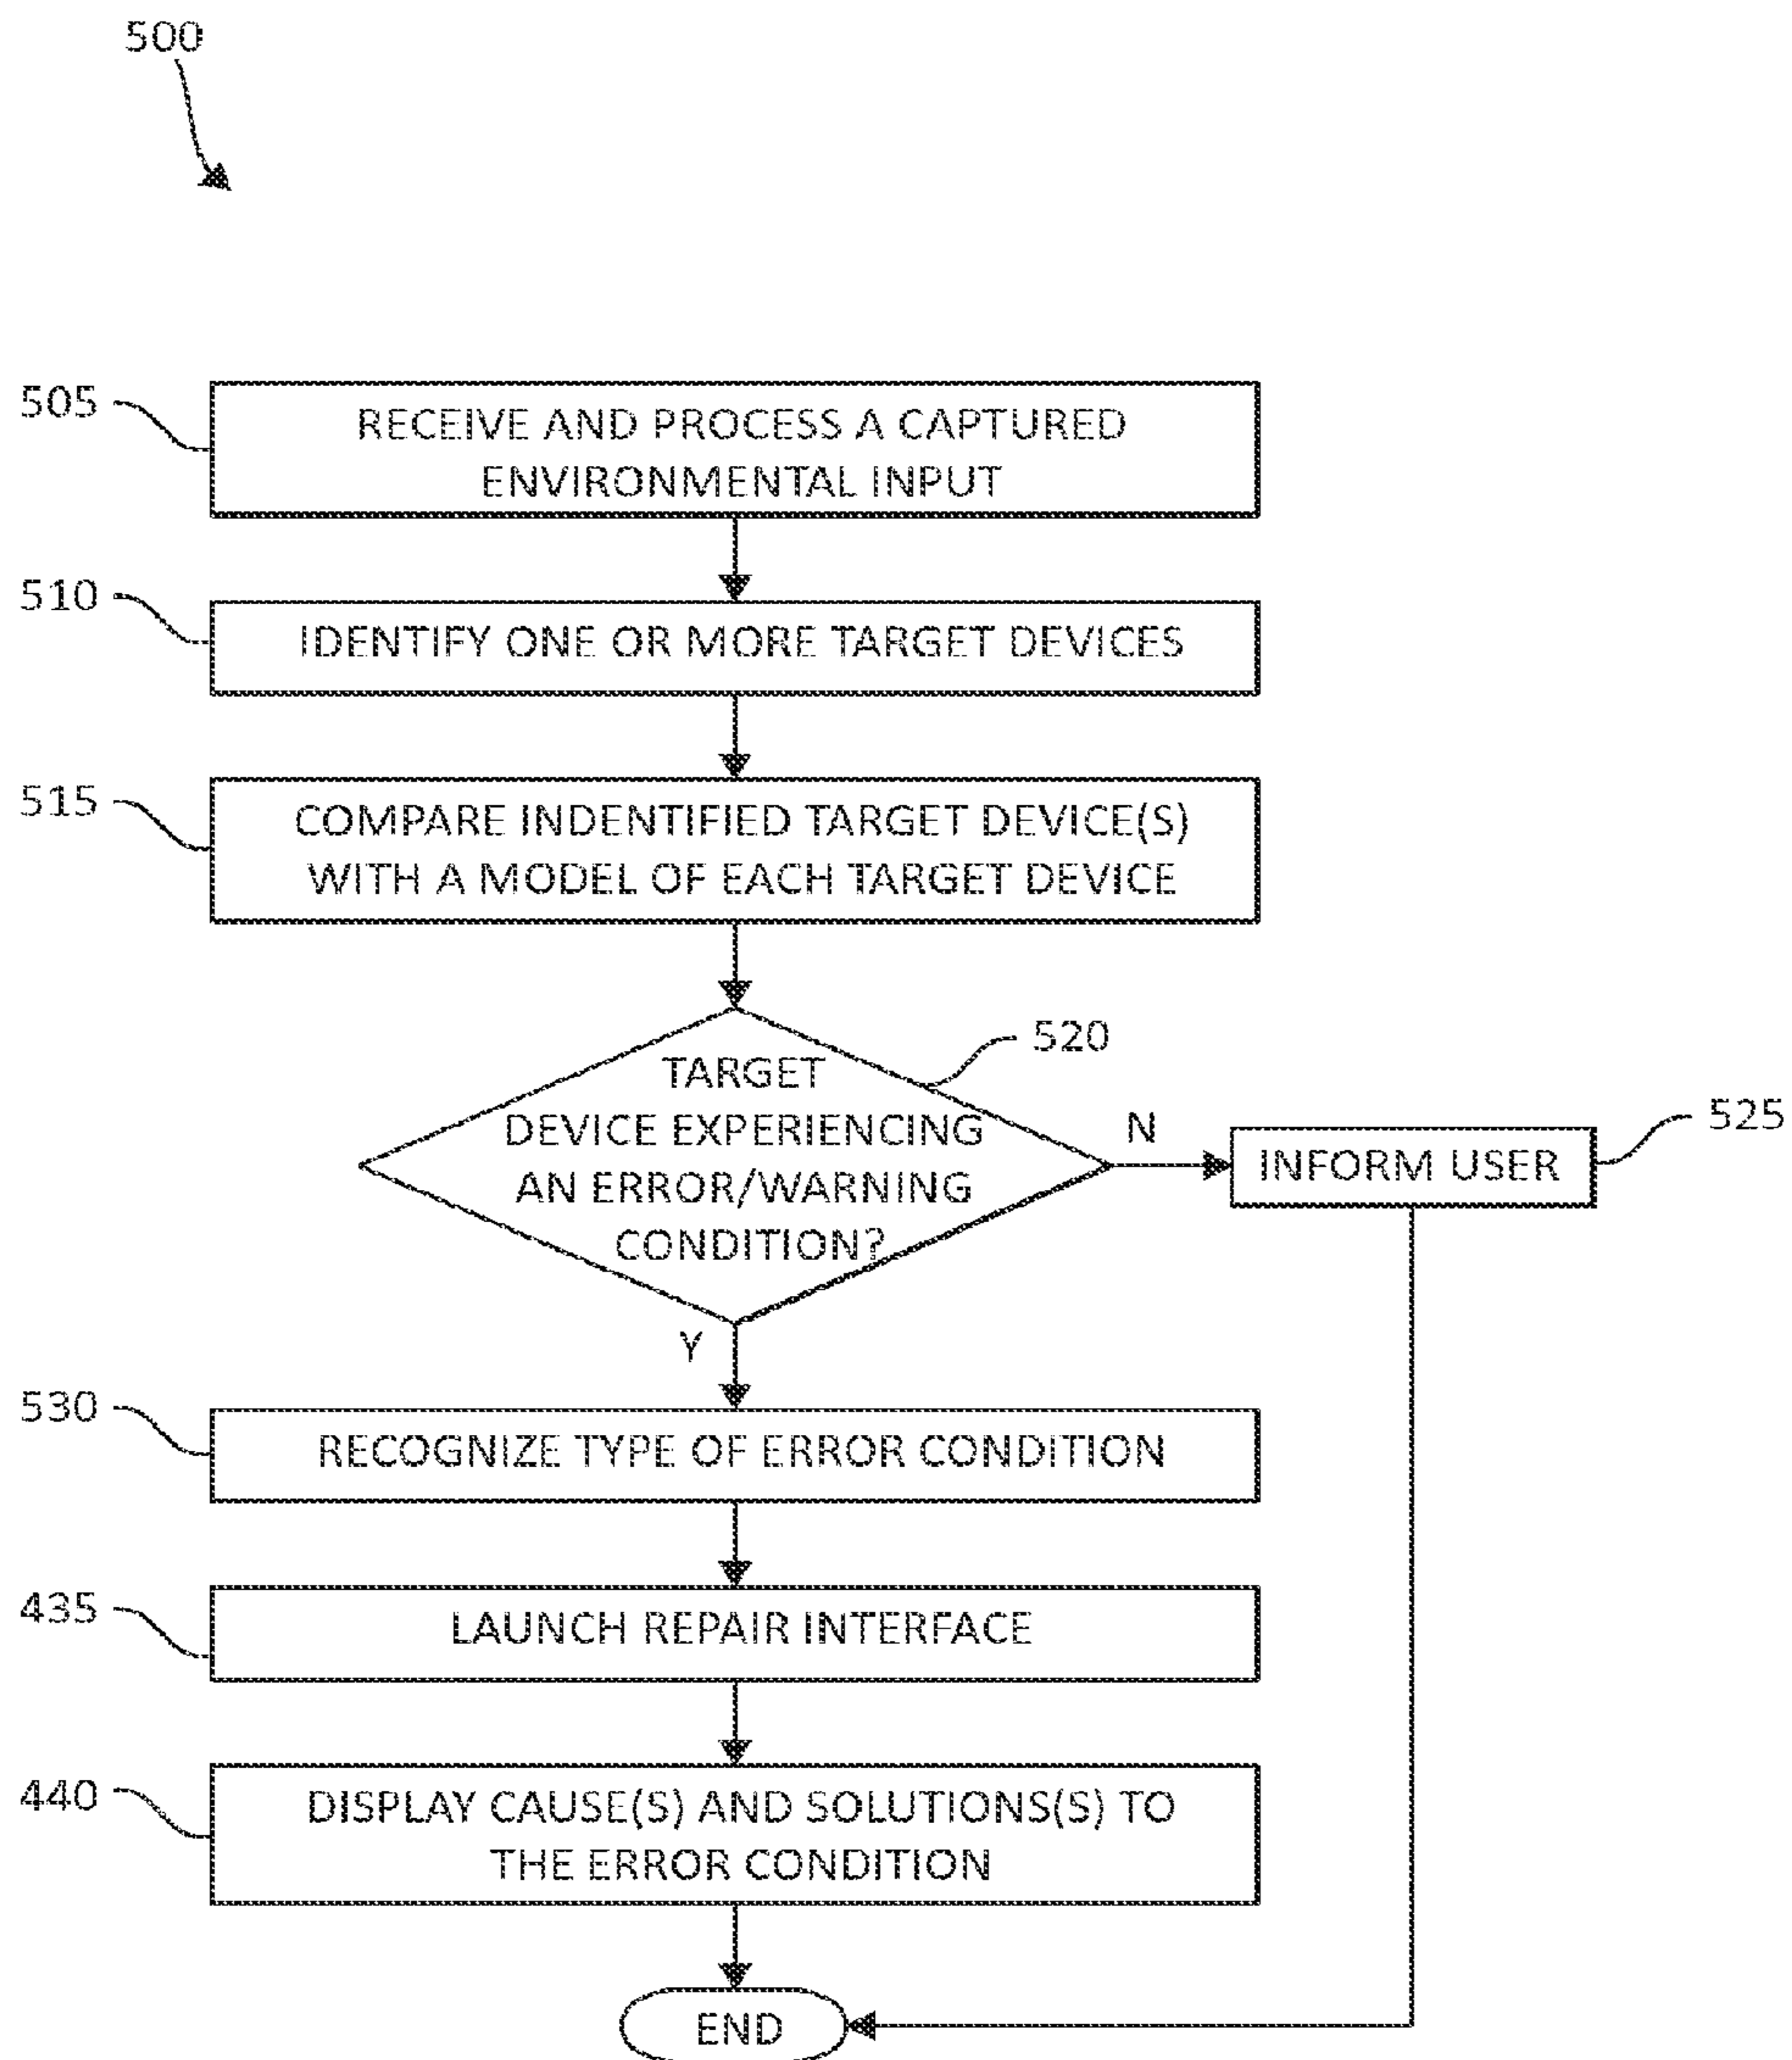 500
505
RECEIVE AND PROCESS A CAPTURED
ENVIRONMENTAL INPUT
510
IDENTIFY ONE OR MORE TARGET DEVICES
515
COMPARE INDENTIFIED TARGET DEVICE(S)
WITH A MODEL OF EACH TARGET DEVICE
520
TARGET
DEVICE EXPERIENCING
AN ERROR/WARNING
CONDITION?
N
525
INFORM USER
Y
530
RECOGNIZE TYPE OF ERROR CONDITION
435
LAUNCH REPAIR INTERFACE
440
DISPLAY CAUSE(S) AND SOLUTIONS(S) TO
THE ERROR CONDITION
END